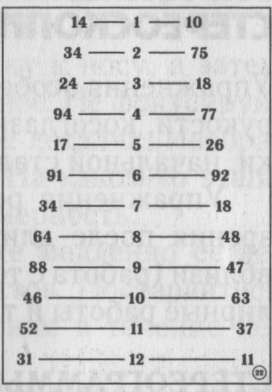 14 — 1 — 10
34 — 2 — 75
24 — 3 — 18
94 — 4 — 77
17 — 5 — 26
91 — 6 — 92
34 — 7 — 18
64 — 8 — 48
88 — 9 — 47
46 — 10 — 63
52 — 11 — 37
31 — 12 — 11